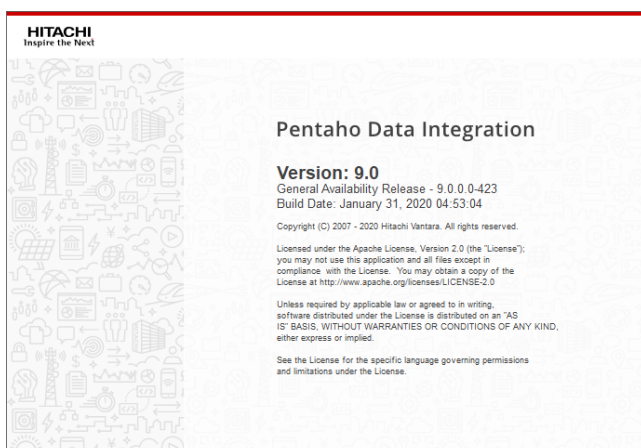 HITACHI
Inspire the Next
Pentaho Data Integration
Version: 9.0
General Availability Release - 9.0.0.0-423
Build Date: January 31, 2020 04:53:04
Copyright (C) 2007 - 2020 Hitachi Vantara. All rights reserved.
Licensed under the Apache License, Version 2.0 (the "License");
you may not use this application and all files except in
compliance with the License. You may obtain a copy of the
License at http://www.apache.org/licenses/LICENSE-2.0
Unless required by applicable law or agreed to in writing,
software distributed under the License is distributed on an "AS
IS" BASIS, WITHOUT WARRANTIES OR CONDITIONS OF ANY KIND,
either express or implied.
See the License for the specific language governing permissions
and limitations under the License.